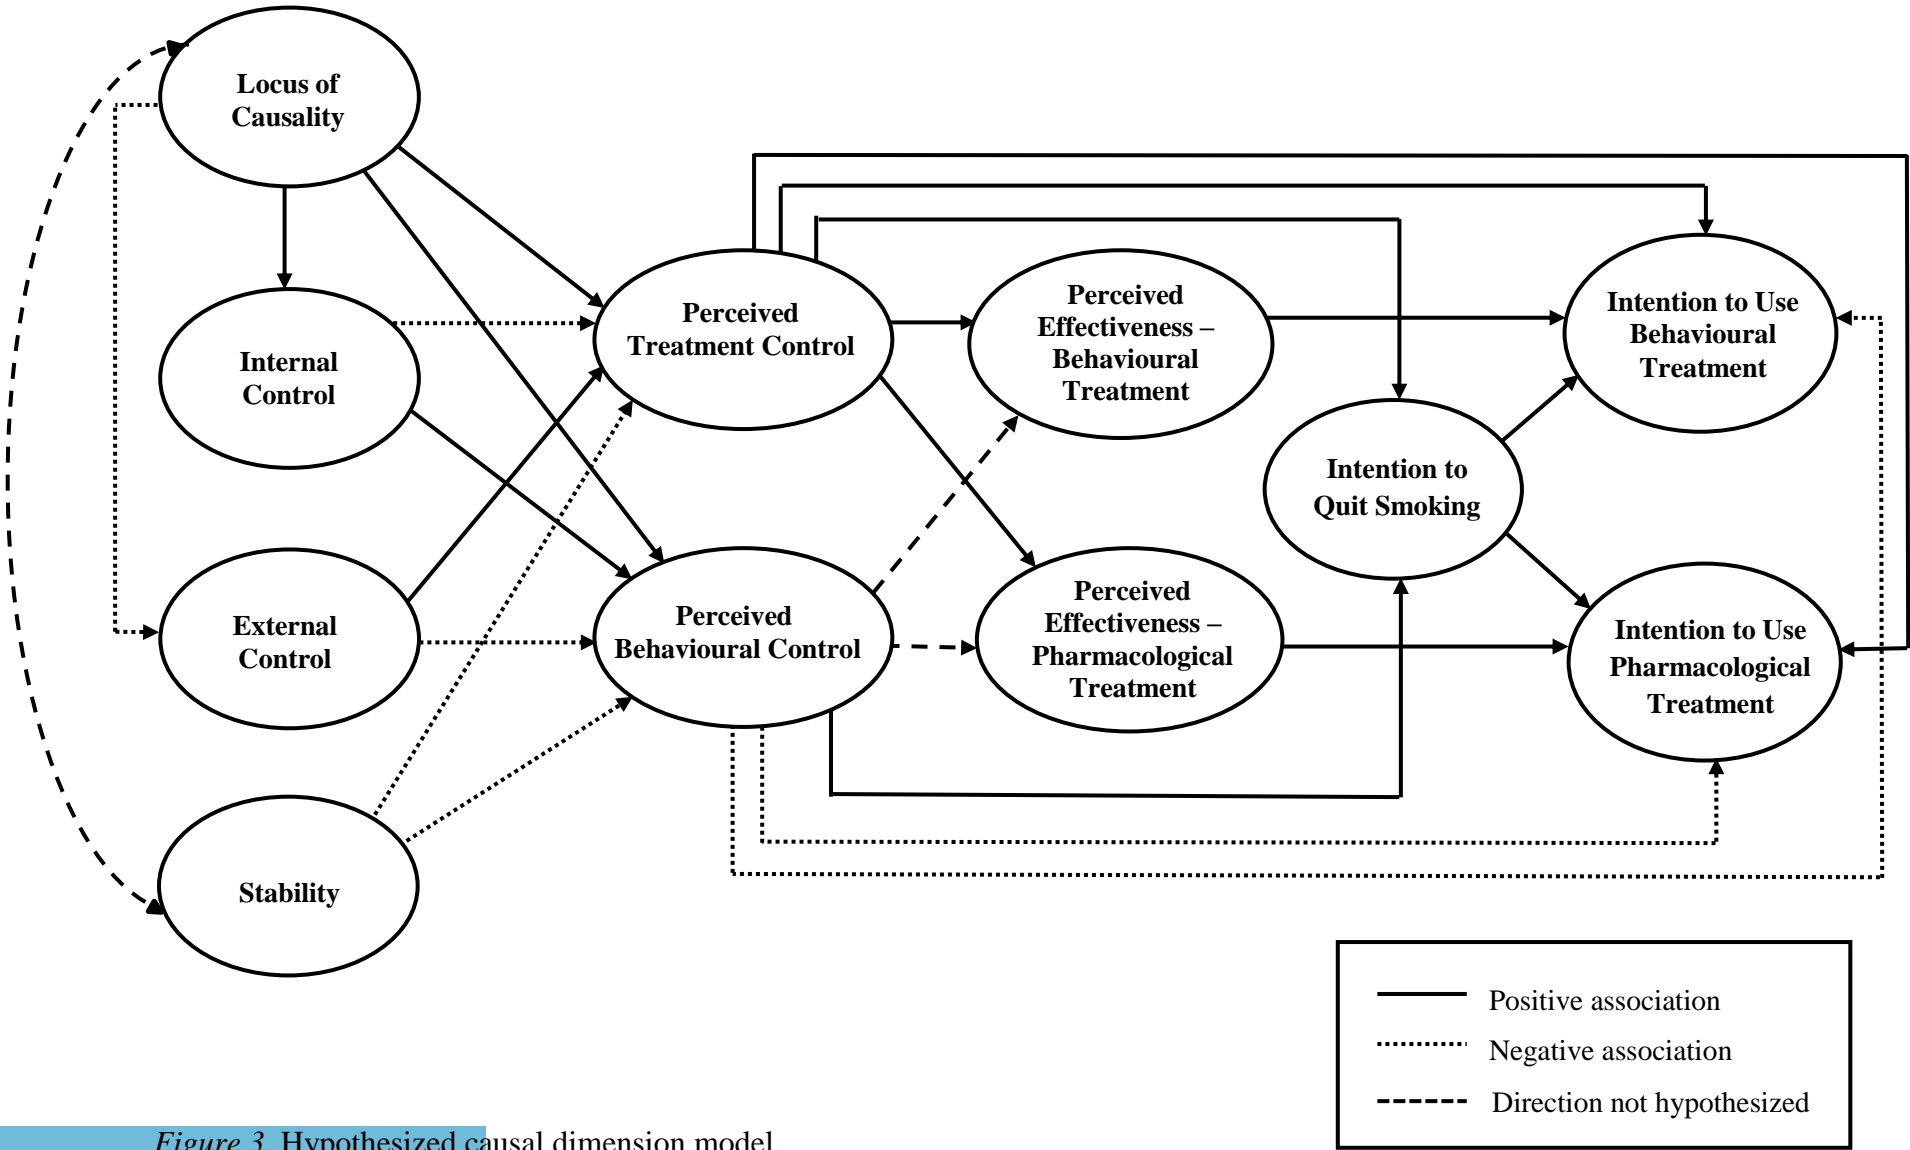 Locus of
Causality
Internal
Control
External
Control
Stability
Perceived
Treatment Control
Perceived
Behavioural Control
Perceived
Effectiveness –
Behavioural
Treatment
Perceived
Effectiveness –
Pharmacological
Treatment
Intention to
Quit Smoking
Intention to Use
Behavioural
Treatment
Intention to Use
Pharmacological
Treatment
Positive association
Negative association
Direction not hypothesized
Figure 3. Hypothesized causal dimension model.